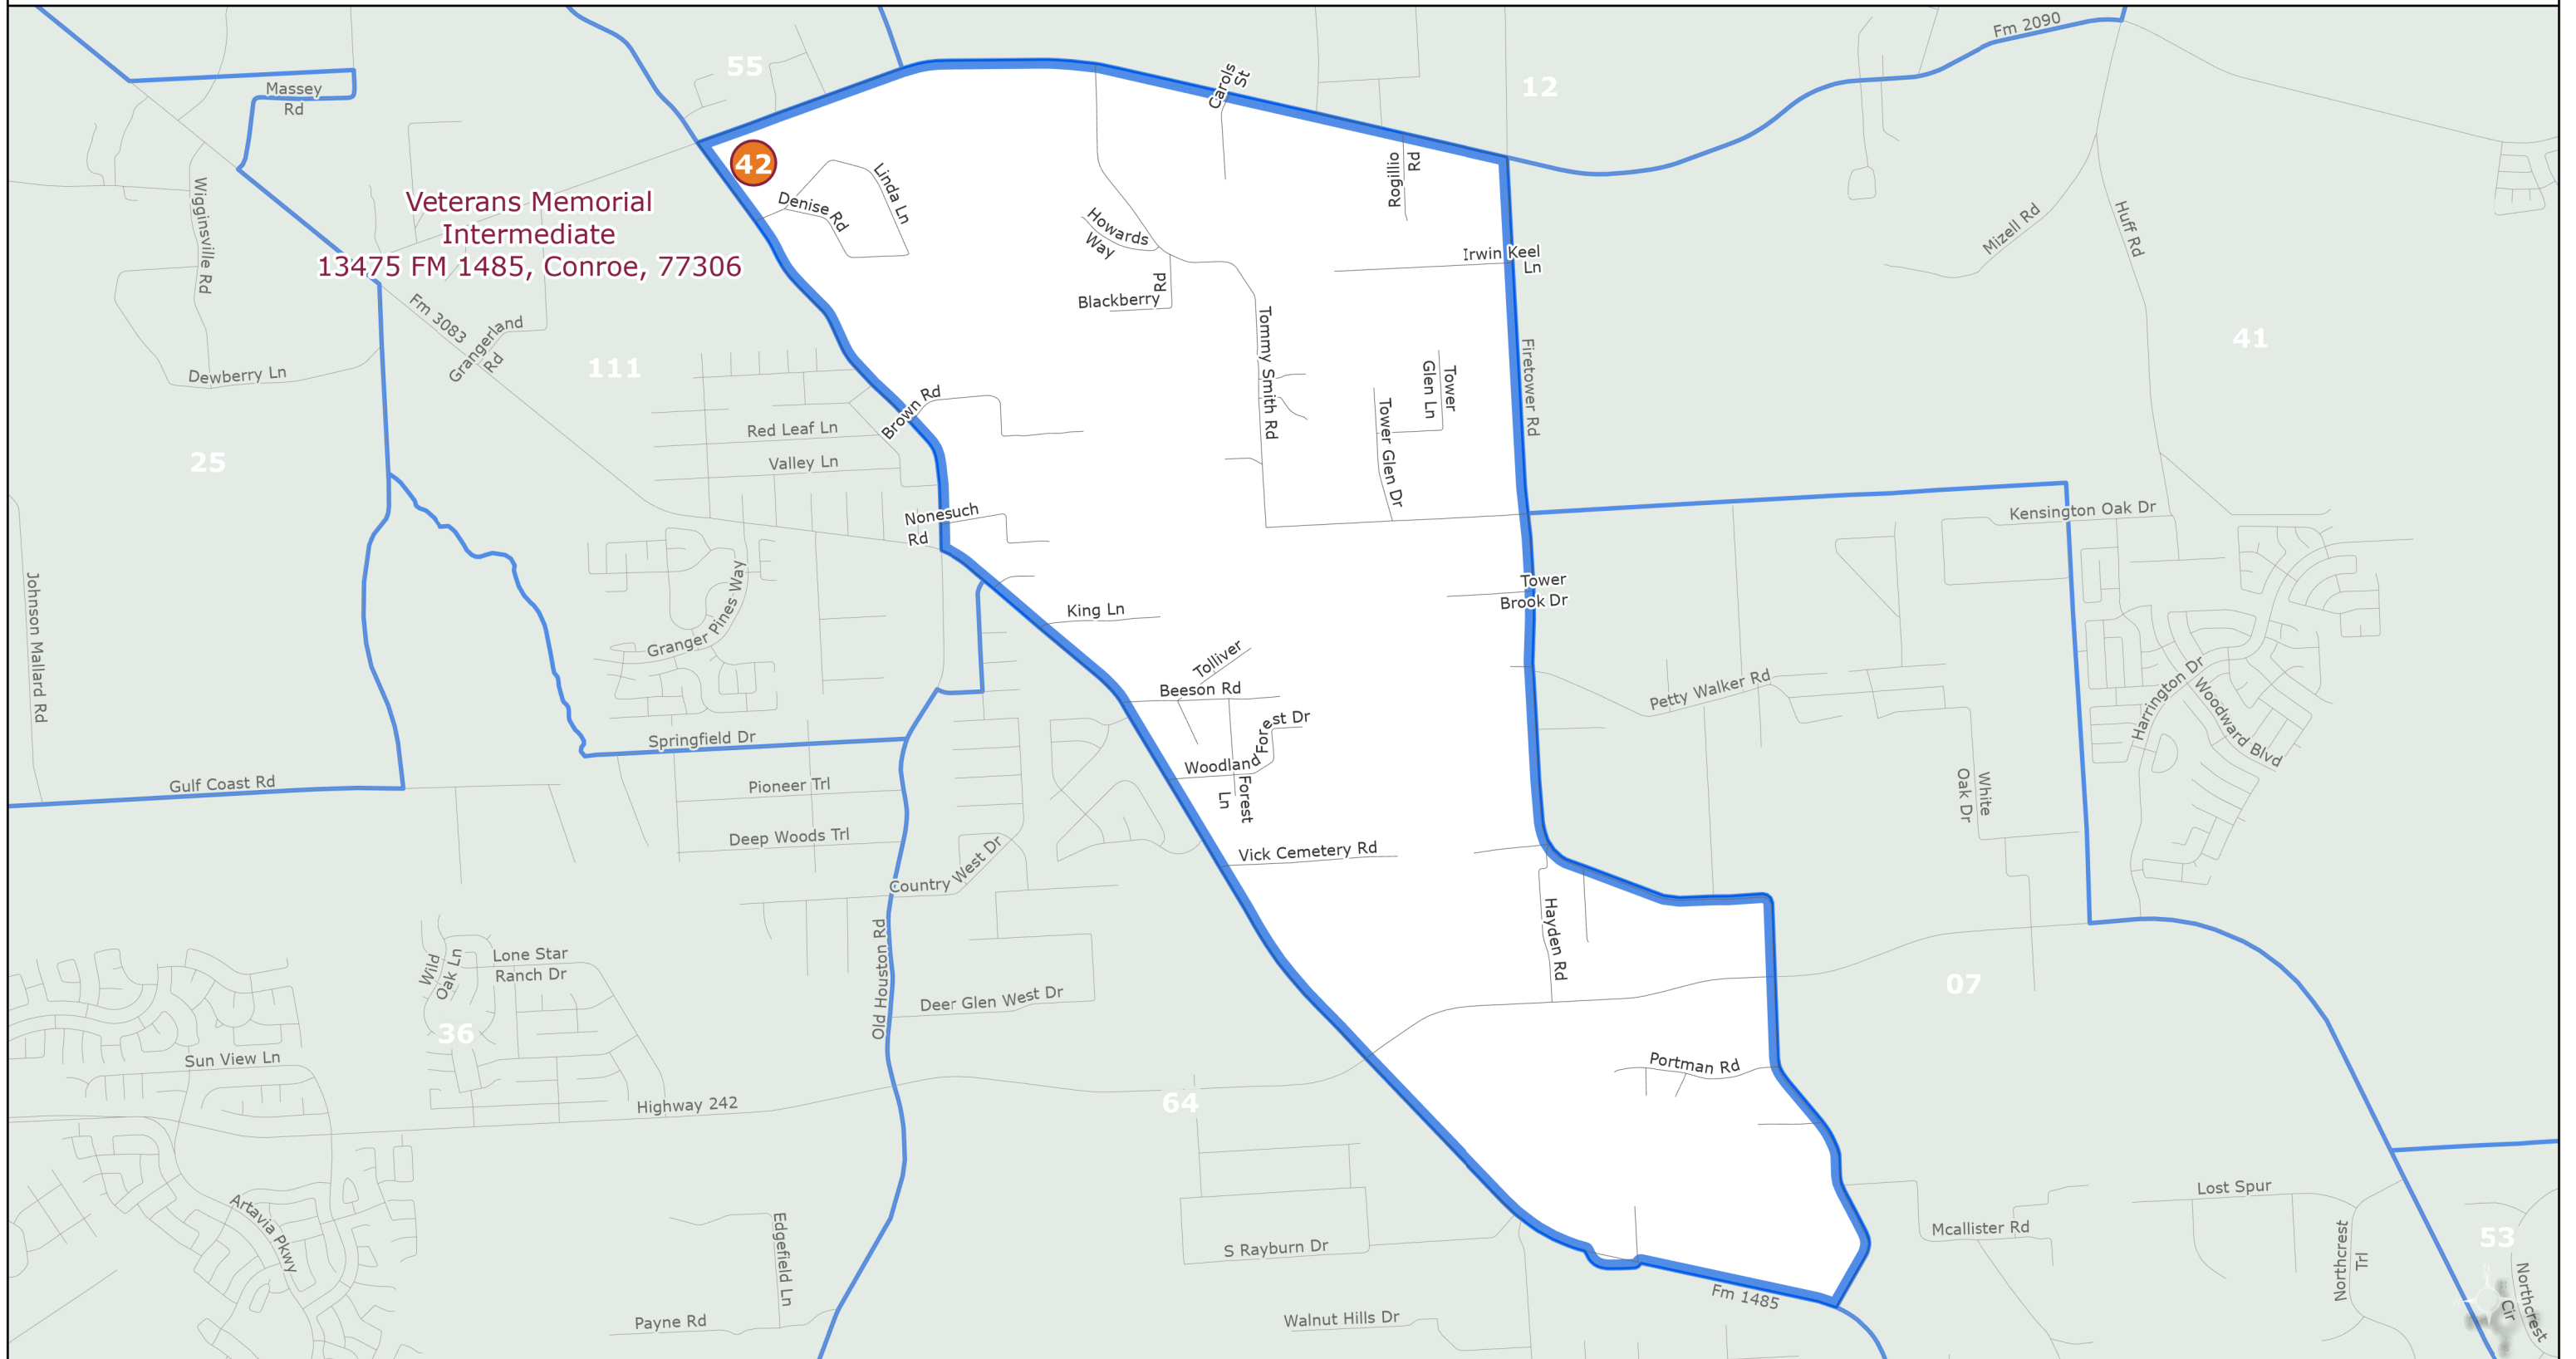 Fm 2090
55
12
Carols
St
Massey
Rd
42
Linda Ln
Denise Rd
Rogillio
Rd
Wigginsville Rd
Veterans Memorial
Intermediate
13475 FM 1485, Conroe, 77306
Howards
Way
Irwin Keel
Ln
Mizell Rd
Huff Rd
Blackberry
Rd
Fm 3083
Grangerland
Rd
Tommy Smith Rd
Firetower Rd
41
111
Dewberry Ln
Tower
Glen Ln
Brown Rd
Tower Glen Dr
Red Leaf Ln
25
Valley Ln
Nonesuch
Rd
Kensington Oak Dr
Johnson Mallard Rd
Granger Pines Way
Tower
Brook Dr
King Ln
Tolliver
Beeson Rd
Petty Walker Rd
Harrington Dr
Woodward Blvd
Forest Dr
Springfield Dr
Woodland
Forest
Ln
Gulf Coast Rd
Pioneer Trl
White
Oak Dr
Deep Woods Trl
Vick Cemetery Rd
Country West Dr
Hayden Rd
Old Houston Rd
Wild
Oak Ln
Lone Star
Ranch Dr
07
Deer Glen West Dr
36
Sun View Ln
Portman Rd
Highway 242
64
Artavia Pkwy
Lost Spur
Mcallister Rd
53
Edgefield Ln
S Rayburn Dr
Northcrest
Trl
Northcrest
Cir
Fm 1485
Payne Rd
Walnut Hills Dr